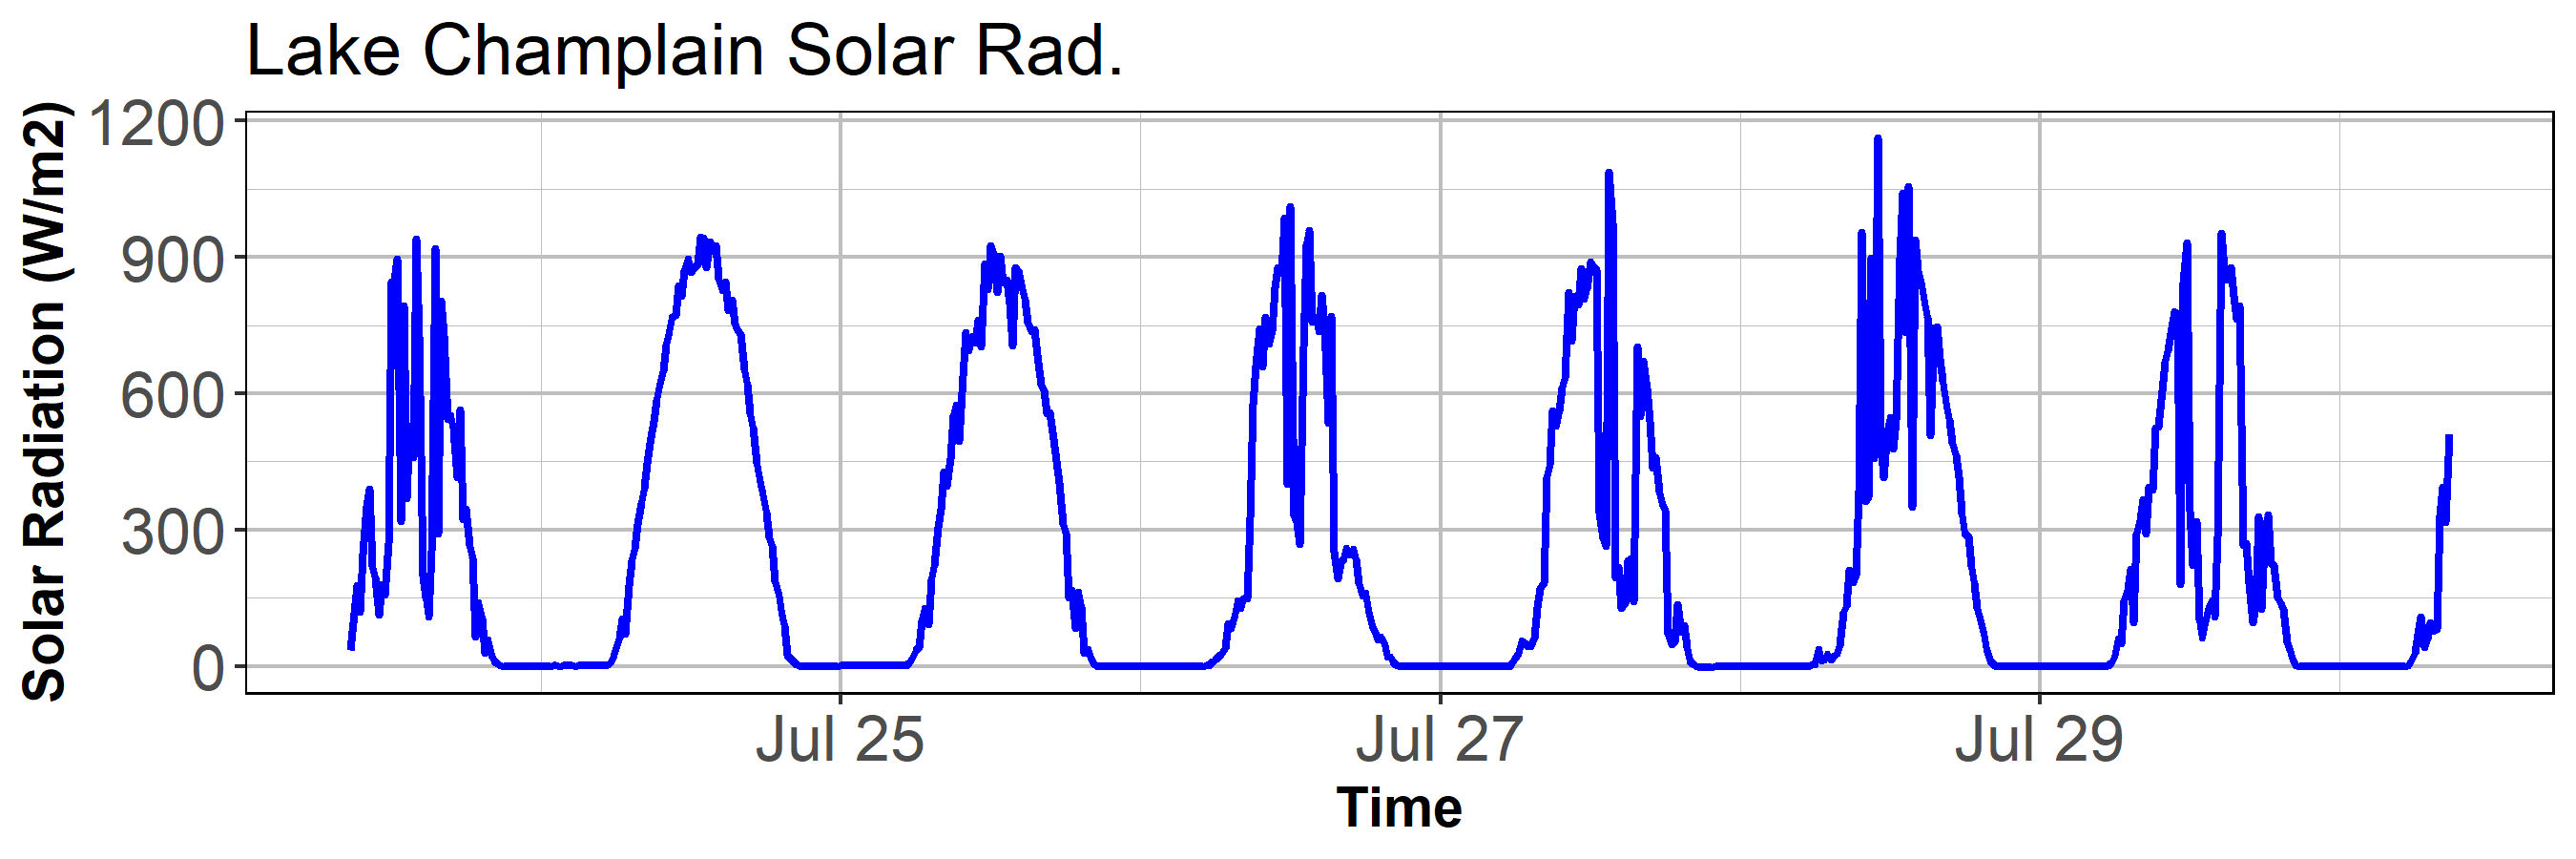 Lake Champlain Solar Rad.
Solar Radiation (W/m2)
1200
900
600
300
0
Jul 25 Jul 27 Jul 29
Time